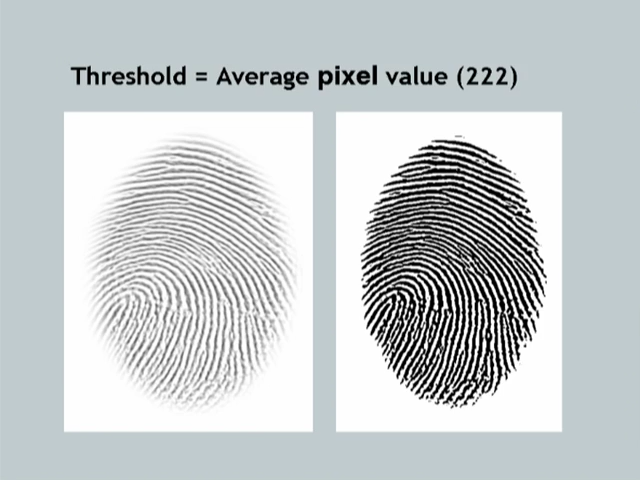 Threshold = Average pixel value (222)